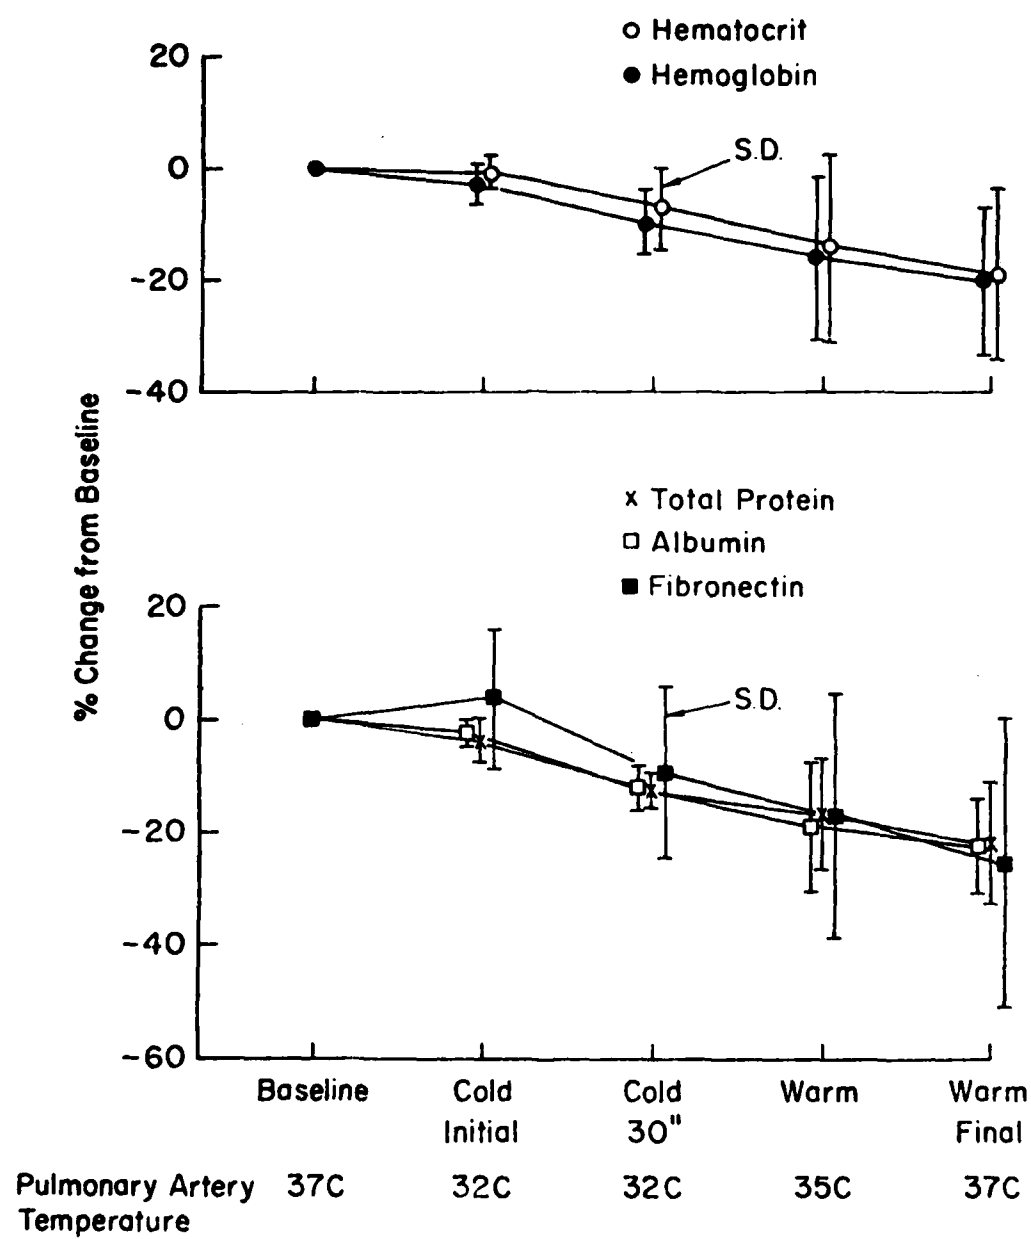 ○ Hematocrit
● Hemoglobin
20
0
-20
-40
S.D.
% Change from Baseline
x Total Protein
□ Albumin
■ Fibronectin
20
0
-20
-40
-60
S.D.
Baseline Cold Initial Cold 30" Warm Warm Final
Pulmonary Artery Temperature 37C 32C 32C 35C 37C